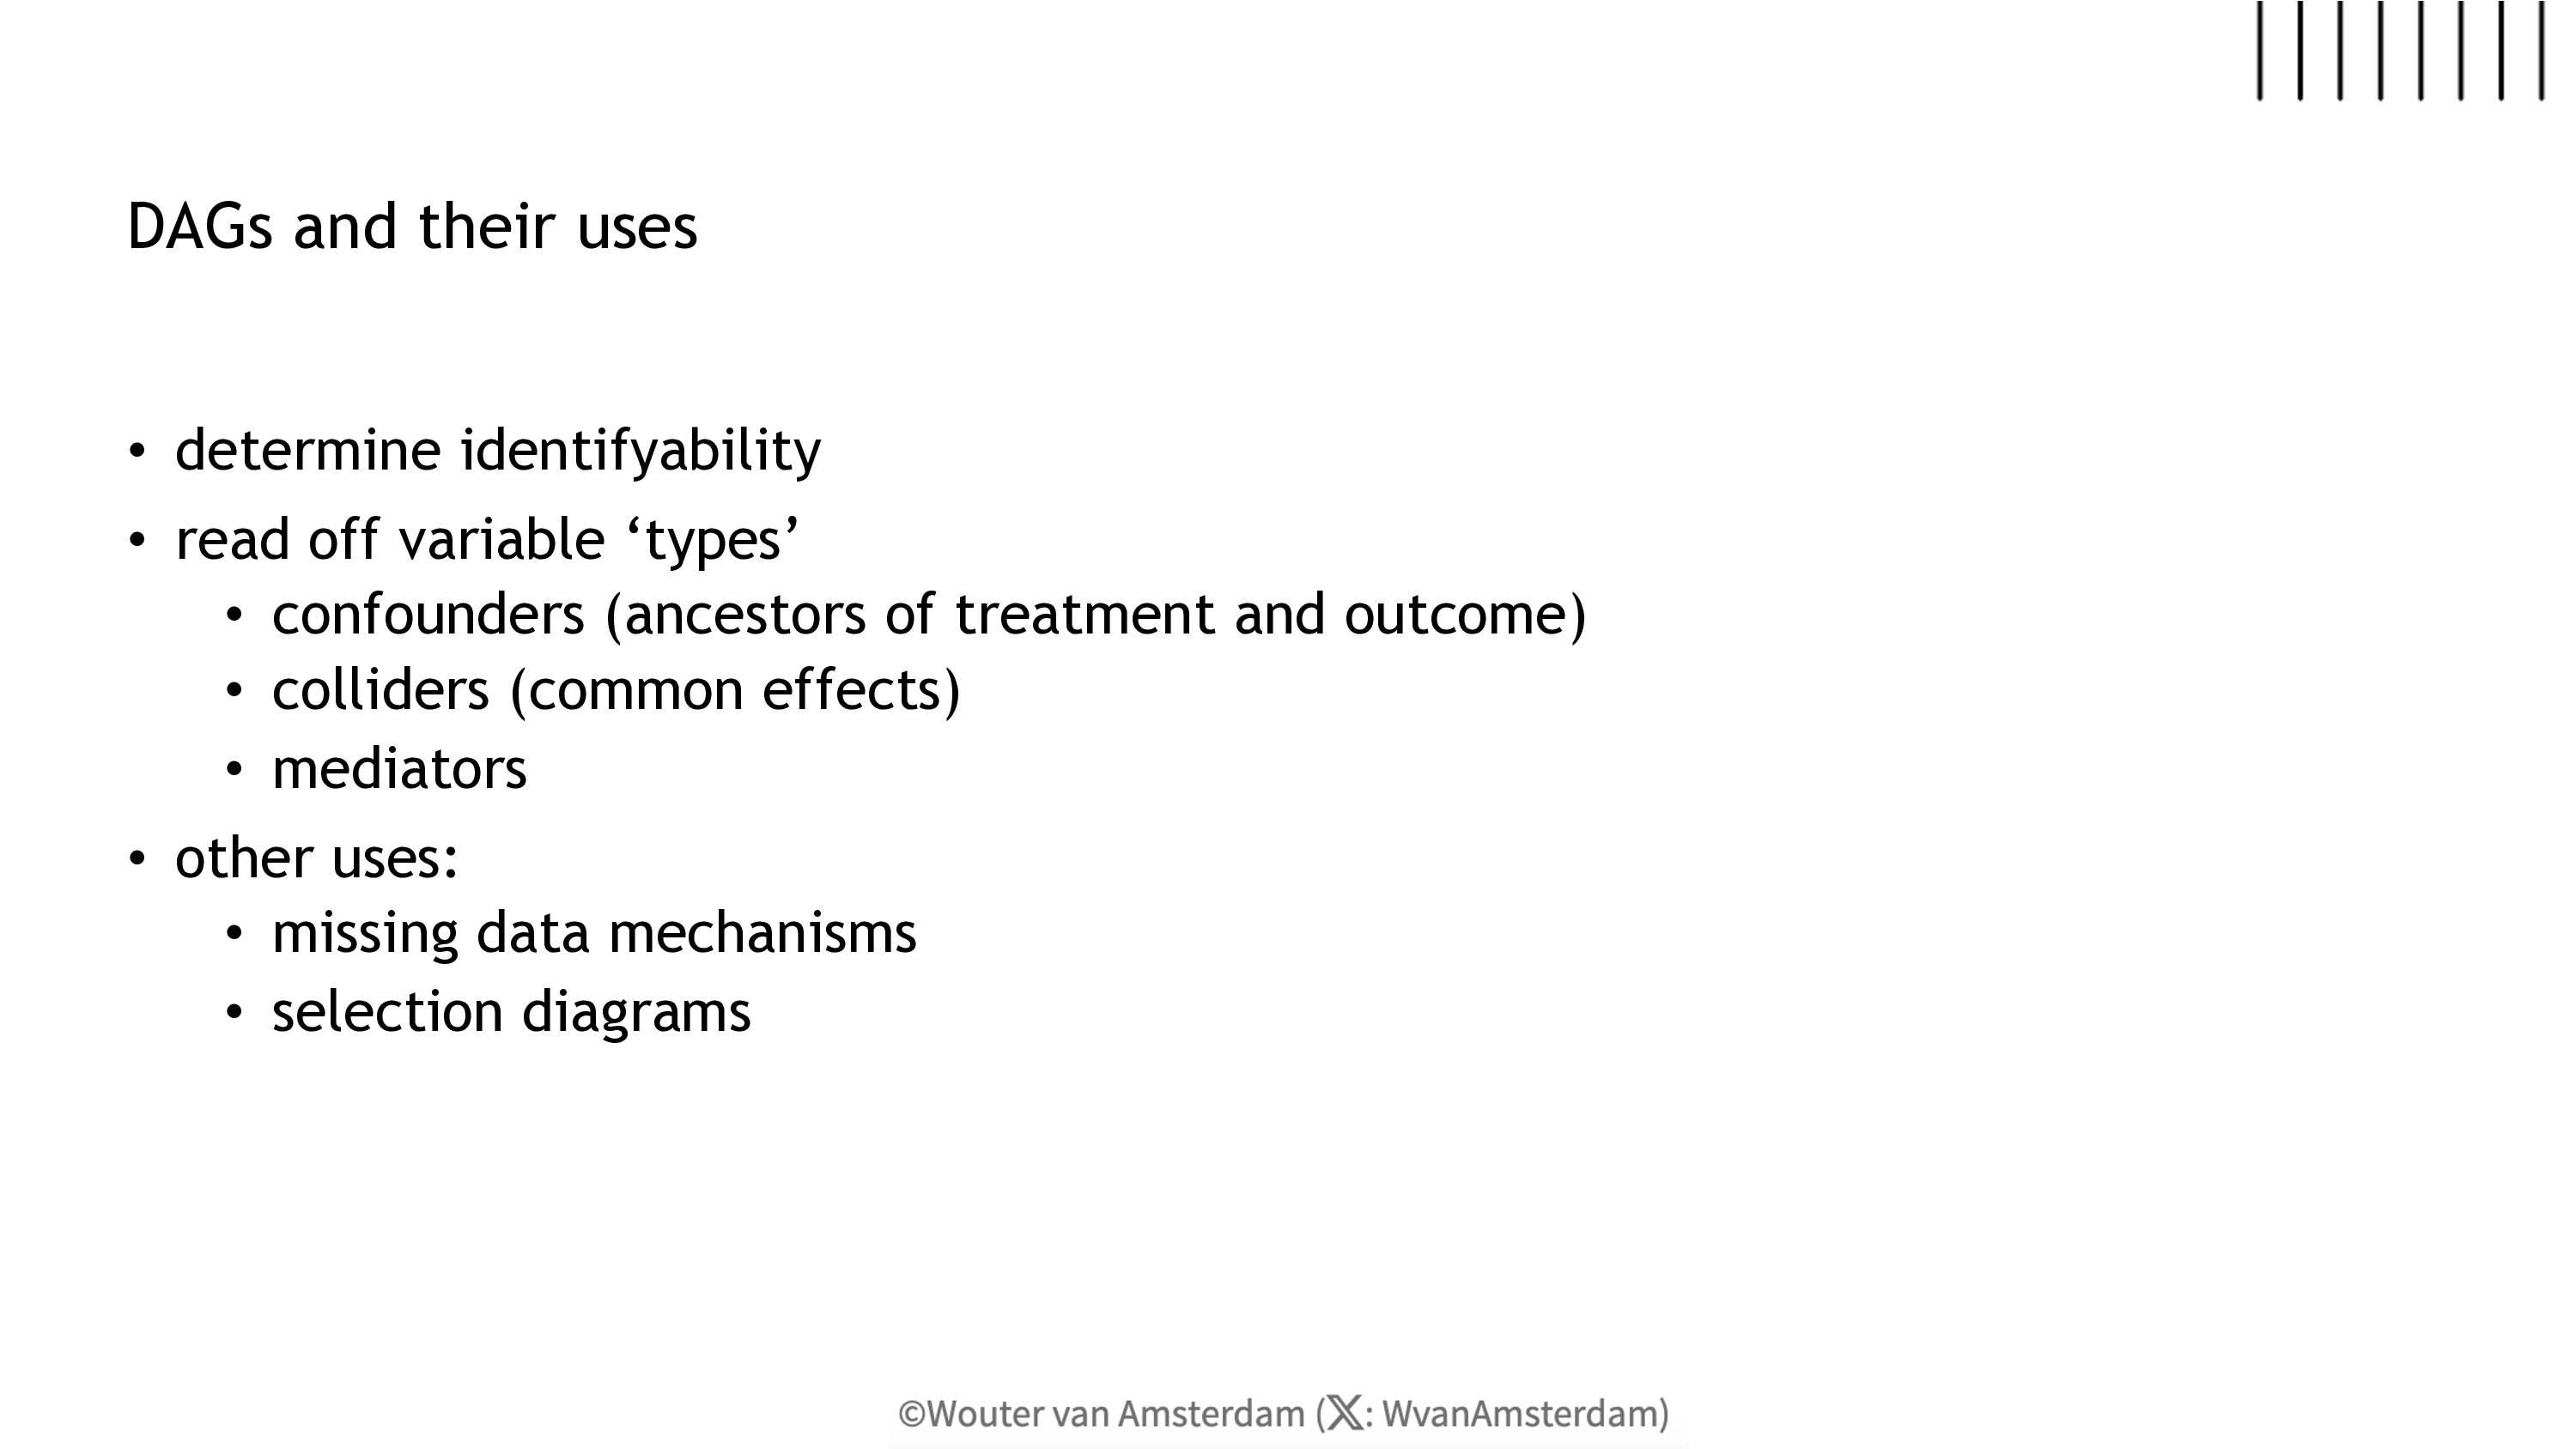 DAGs and their uses
• determine identifyability
• read off variable ‘types’
• confounders (ancestors of treatment and outcome)
• colliders (common effects)
• mediators
• other uses:
• missing data mechanisms
• selection diagrams
©Wouter van Amsterdam (𝕏: WvanAmsterdam)